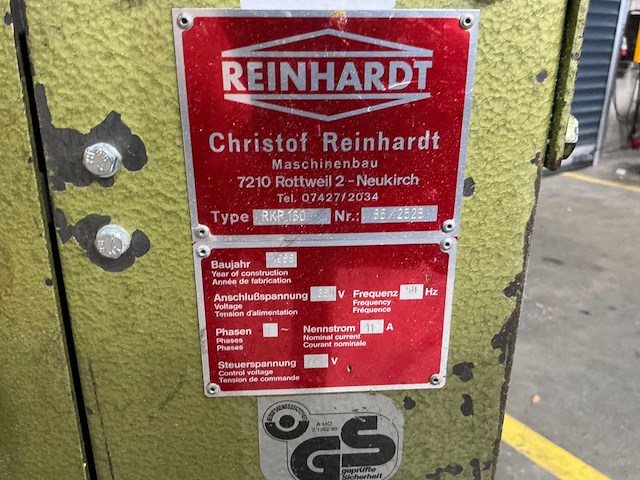 REINHARDT
Christof Reinhardt
Maschinenbau
7210 Rottweil 2-Neukirch
Tel. 07427/2034
Type RKP 160 Nr.:
Baujahr
Year of construction
Année de fabrication
Anschlußspannung V Frequenz Hz
Voltage Frequency
Tension d'alimentation Fréquence
Phasen ~ Nennstrom 11 A
Phases Nominal current
Phases Courant nominale
Steuerspannung V
Control voltage
Tension de commande
GS
geprüfte
Sicherheit